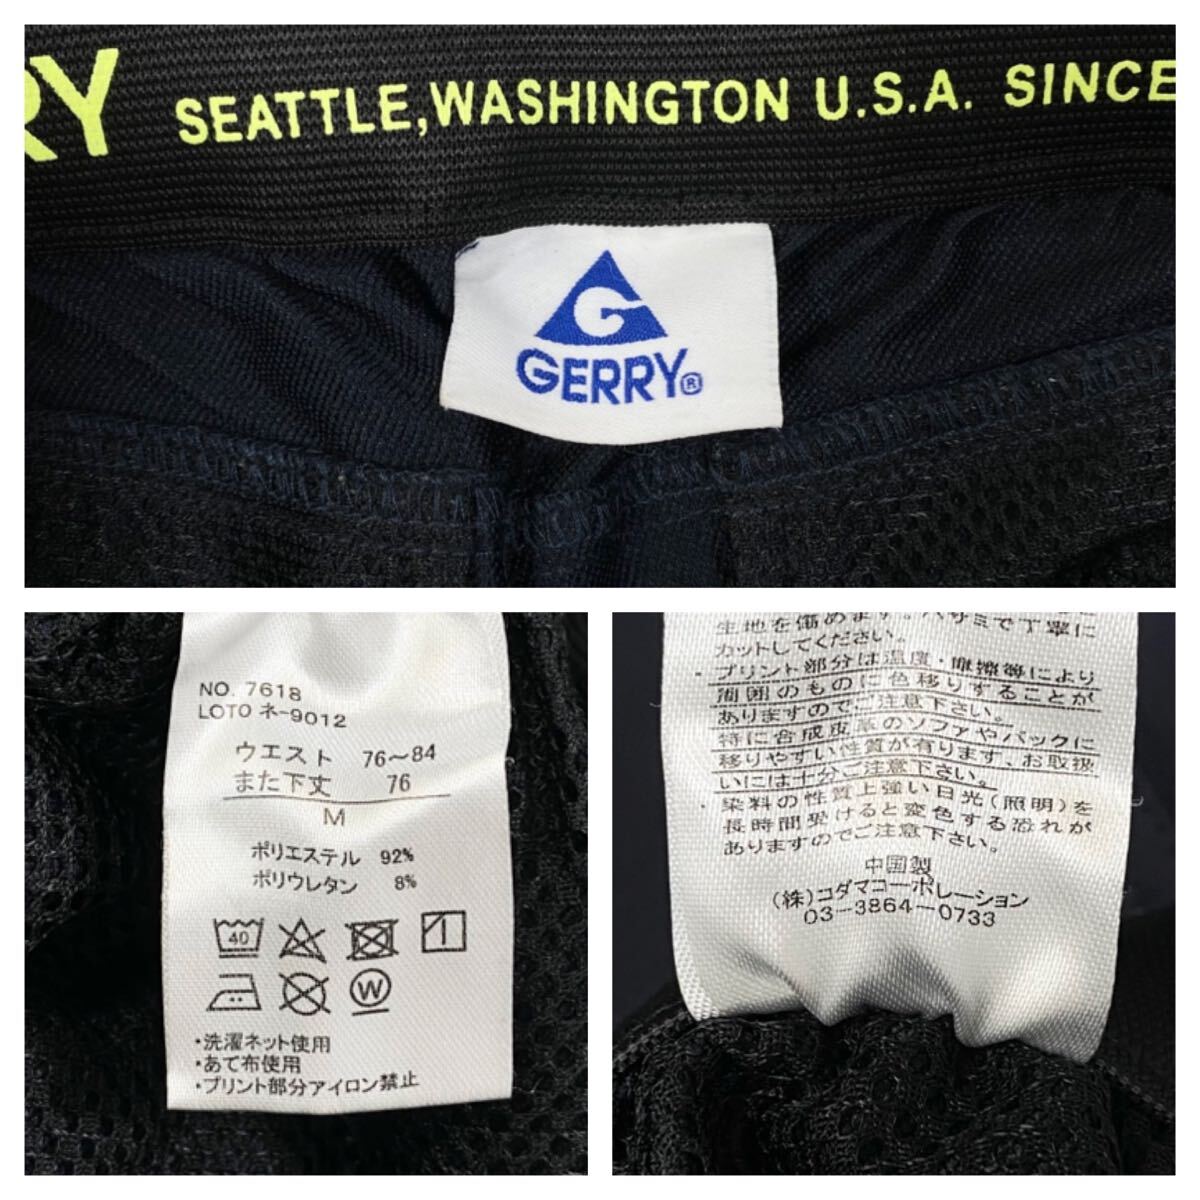 RY SEATTLE, WASHINGTON U.S.A. SINCE
G
GERRY®
NO. 7618
LOTO ネ-9012
ウエスト 76~84
また下丈 76
M
ポリエステル 92%
ポリウレタン 8%
40
W
・洗濯ネット使用
・あて布使用
・プリント部分アイロン禁止
生地を傷めます。ハサミで丁寧に
カットしてください。
・プリント部分は温度・摩擦等により
周囲のものに色移りすることが
ありますのでご注意下さい。
特に合成皮革のソファやバックに
移りやすい性質が有ります、お取扱
いには十分ご注意下さい。
・染料の性質上強い日光(照明)を
長時間受けると変色する恐れが
ありますのでご注意下さい。
中国製
(株)コダマコーポレーション
03-3864-0733